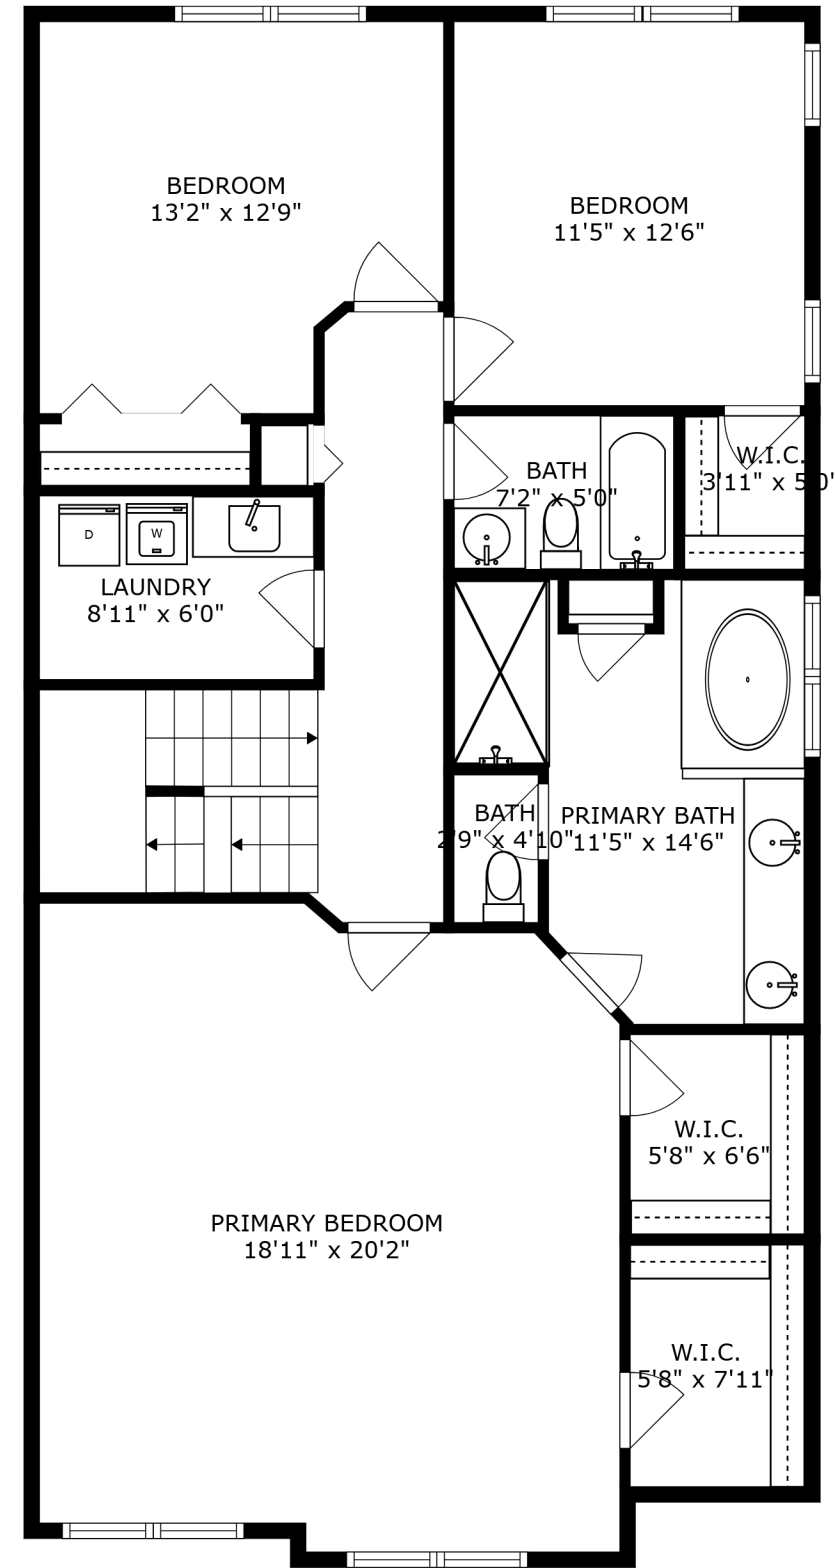 BEDROOM
13'2" x 12'9"
BEDROOM
11'5" x 12'6"
W.I.C.
3'11" x 5'0"
BATH
7'2" x 5'0"
D
W
LAUNDRY
8'11" x 6'0"
BATH
2'9" x 4'10"
PRIMARY BATH
11'5" x 14'6"
W.I.C.
5'8" x 6'6"
PRIMARY BEDROOM
18'11" x 20'2"
W.I.C.
5'8" x 7'11"